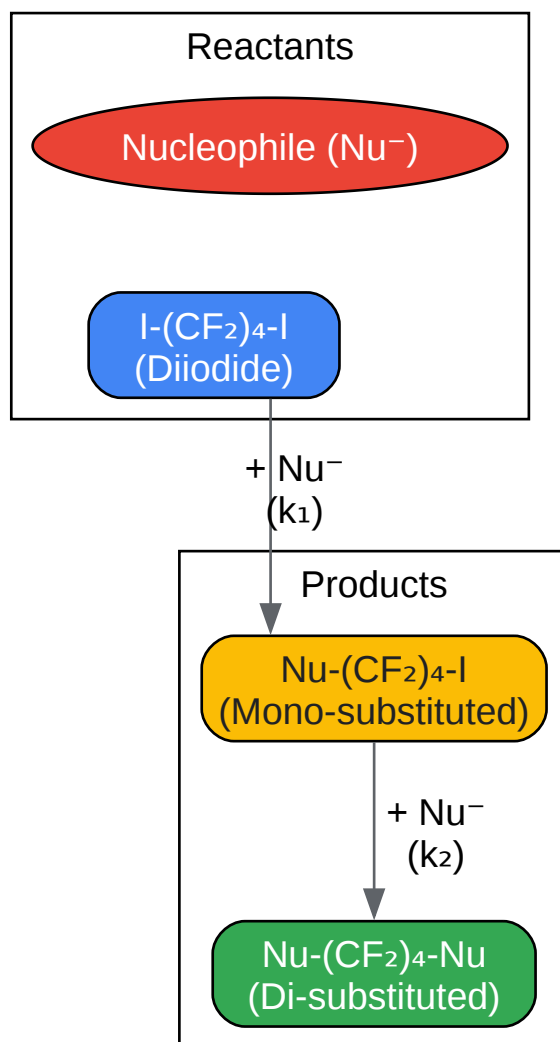 Reactants
Nucleophile (Nu⁻)
I-(CF₂)₄-I
(Diiodide)
+ Nu⁻
(k₁)
Products
Nu-(CF₂)₄-I
(Mono-substituted)
+ Nu⁻
(k₂)
Nu-(CF₂)₄-Nu
(Di-substituted)